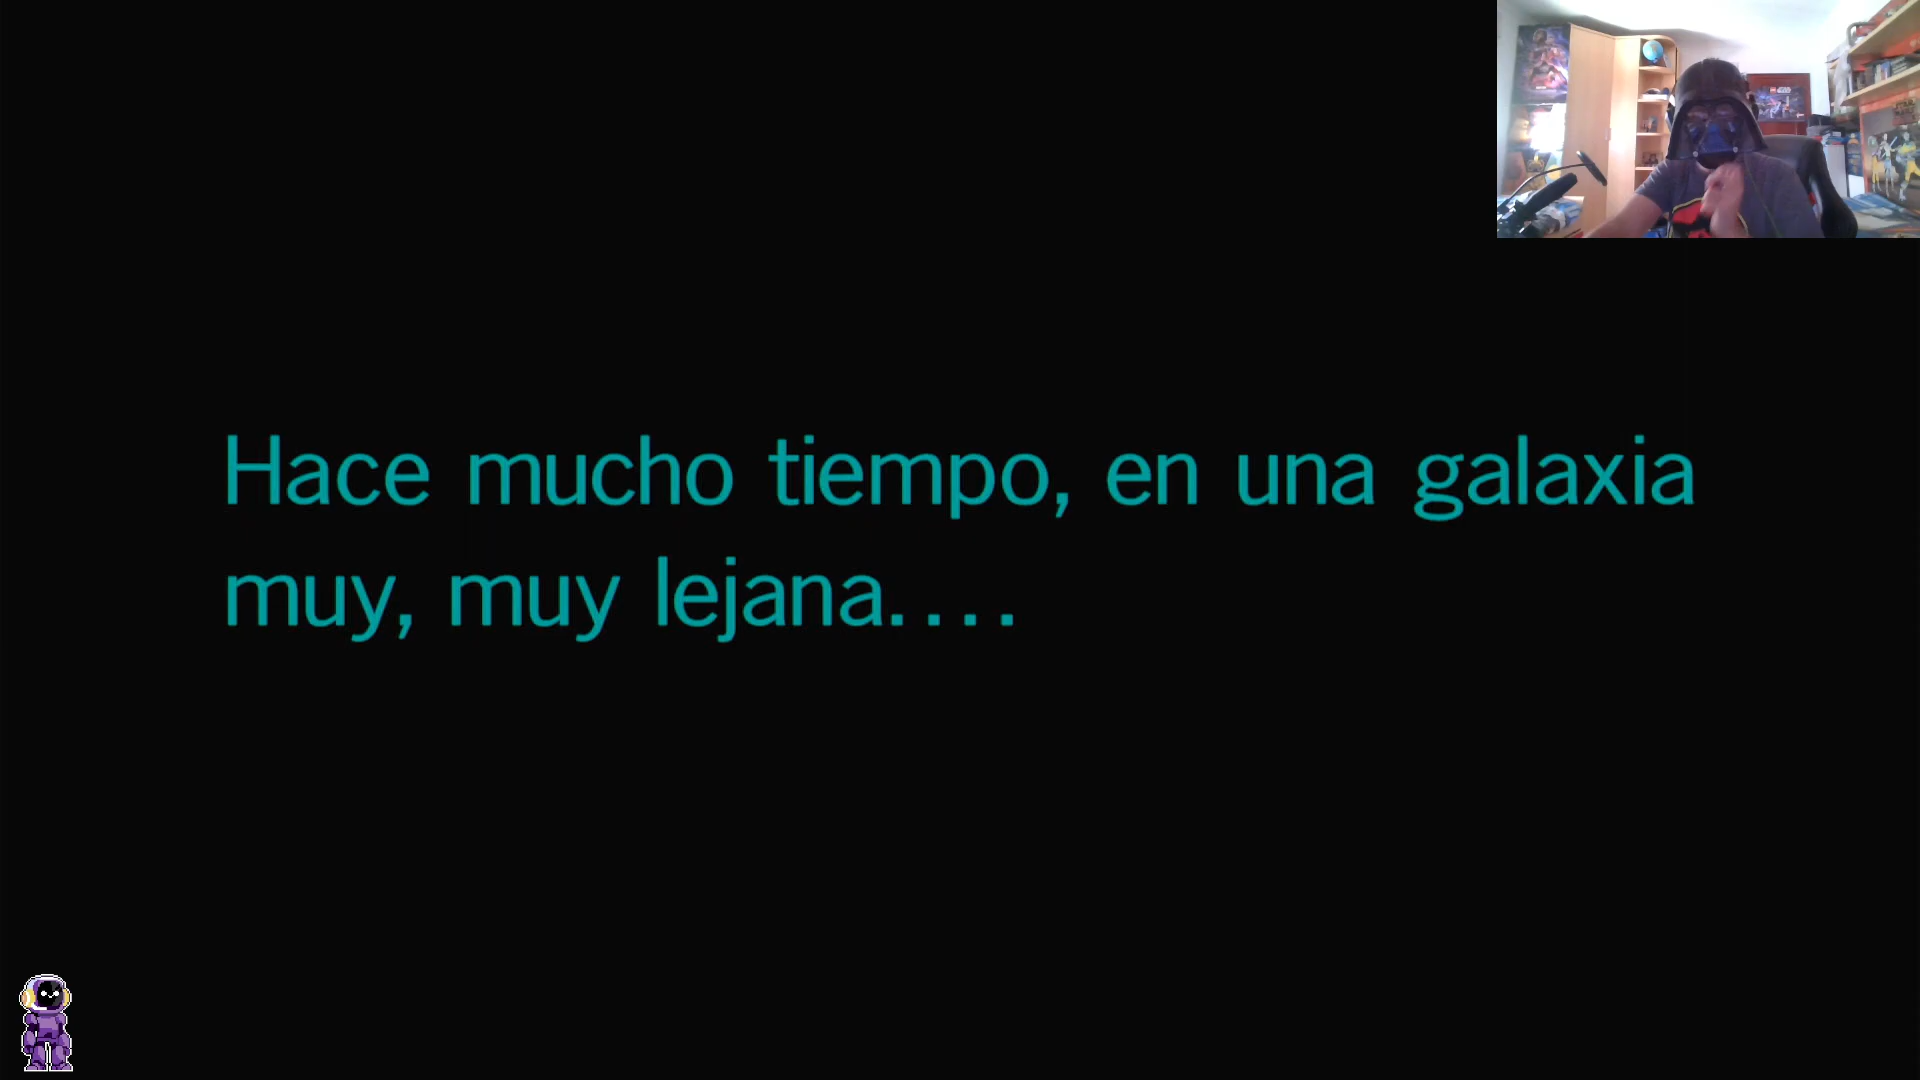 Hace mucho tiempo, en una galaxia
muy, muy lejana....